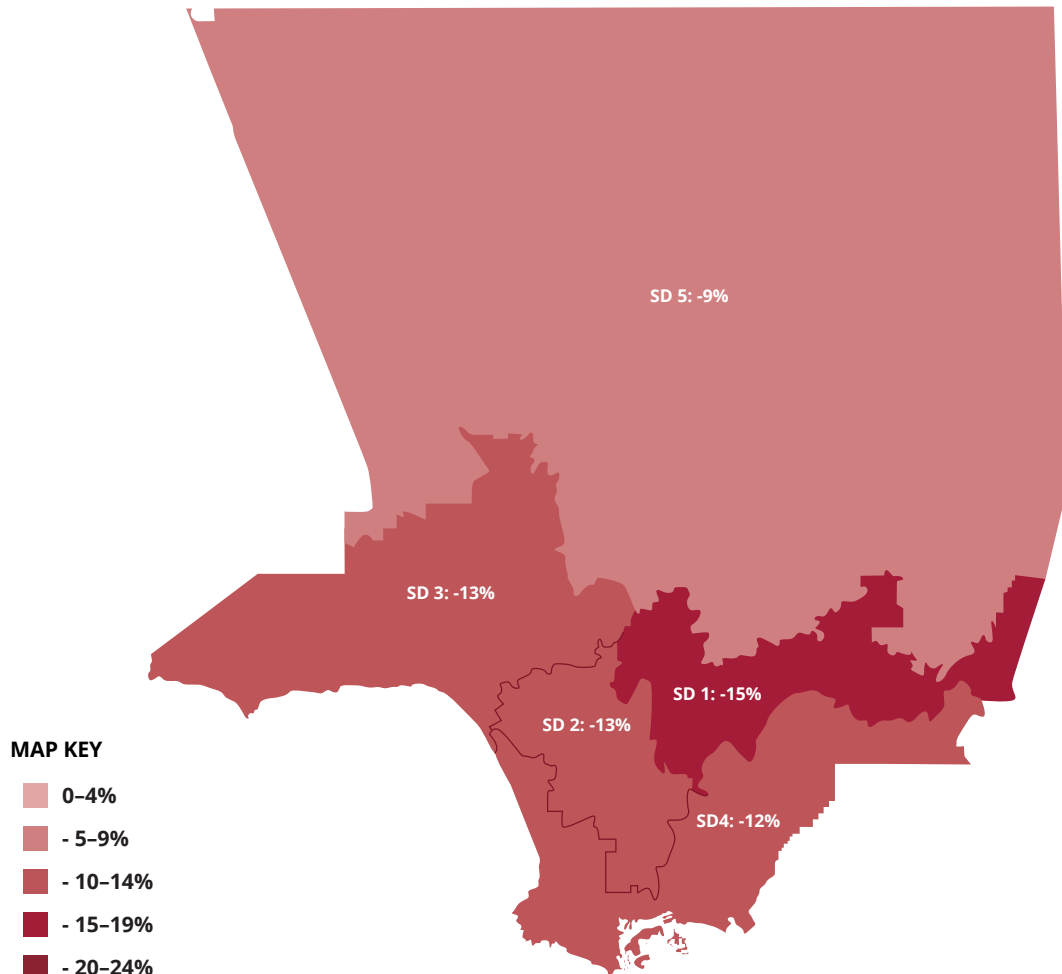 SD 5: -9%
SD 3: -13%
SD 1: -15%
SD 2: -13%
SD4: -12%
MAP KEY
0–4%
- 5–9%
- 10–14%
- 15–19%
- 20–24%